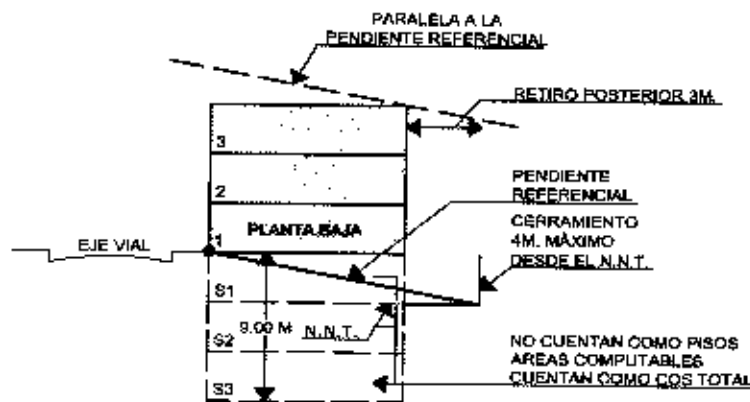 PARALELA A LA
PENDIENTE REFERENCIAL
RETIRO POSTERIOR 3M.
3
2
PENDIENTE
REFERENCIAL
PLANTA BAJA
1
CERRAMIENTO
4M. MÁXIMO
DESDE EL N.N.T.
EJE VIAL
S1
9.00 M
N.N.T.
S2
NO CUENTAN COMO PISOS
AREAS COMPUTABLES
CUENTAN COMO COS TOTAL
S3